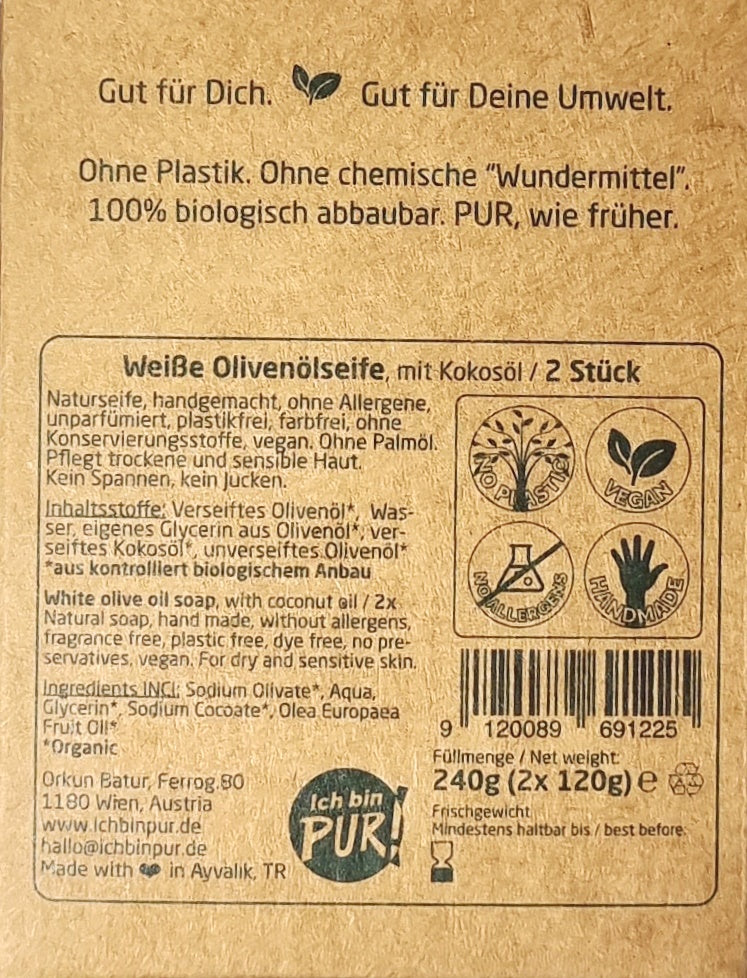 Gut für Dich. Gut für Deine Umwelt.
Ohne Plastik. Ohne chemische "Wundermittel".
100% biologisch abbaubar. PUR, wie früher.
Weiße Olivenölseife, mit Kokosöl / 2 Stück
Naturseife, handgemacht, ohne Allergene,
unparfümiert, plastikfrei, farbfrei, ohne
Konservierungsstoffe, vegan. Ohne Palmöl.
Pflegt trockene und sensible Haut.
Kein Spannen, kein Jucken.
Inhaltsstoffe: Verseiftes Olivenöl*, Was-
ser, eigenes Glycerin aus Olivenöl*, ver-
seiftes Kokosöl*, unverseiftes Olivenöl*
*aus kontrolliert biologischem Anbau
White olive oil soap, with coconut oil / 2x
Natural soap, hand made, without allergens,
fragrance free, plastic free, dye free, no pre-
servatives, vegan. For dry and sensitive skin.
Ingredients INCI: Sodium Olivate*, Aqua,
Glycerin*, Sodium Cocoate*, Olea Europaea
Fruit Oil*
*Organic
Orkun Batur, Ferrog.80
1180 Wien, Austria
www.ichbinpur.de
hallo@ichbinpur.de
Made with in Ayvalık, TR
Ich bin
PUR!
NO PLASTIC
VEGAN
NO ALLERGENS
HANDMAIDE
9 120089 691225
Füllmenge / Net weight:
240g (2x 120g) e
Frischgewicht
Mindestens haltbar bis / best before: